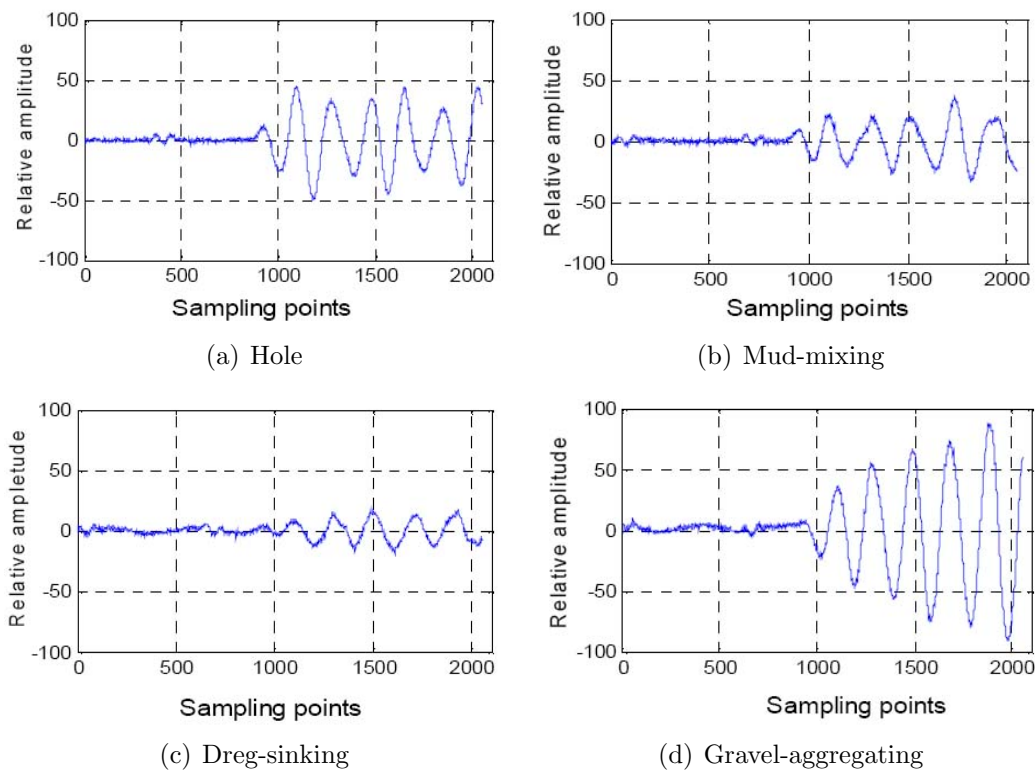 100
50
0
-50
-100
Relative amplitude
0 500 1000 1500 2000
Sampling points
(a) Hole
100
50
0
-50
-100
Relative amplitude
0 500 1000 1500 2000
Sampling points
(b) Mud-mixing
100
50
0
-50
-100
Relative ampletude
0 500 1000 1500 2000
Sampling points
(c) Dreg-sinking
100
50
0
-50
-100
Relative amplitude
0 500 1000 1500 2000
Sampling points
(d) Gravel-aggregating